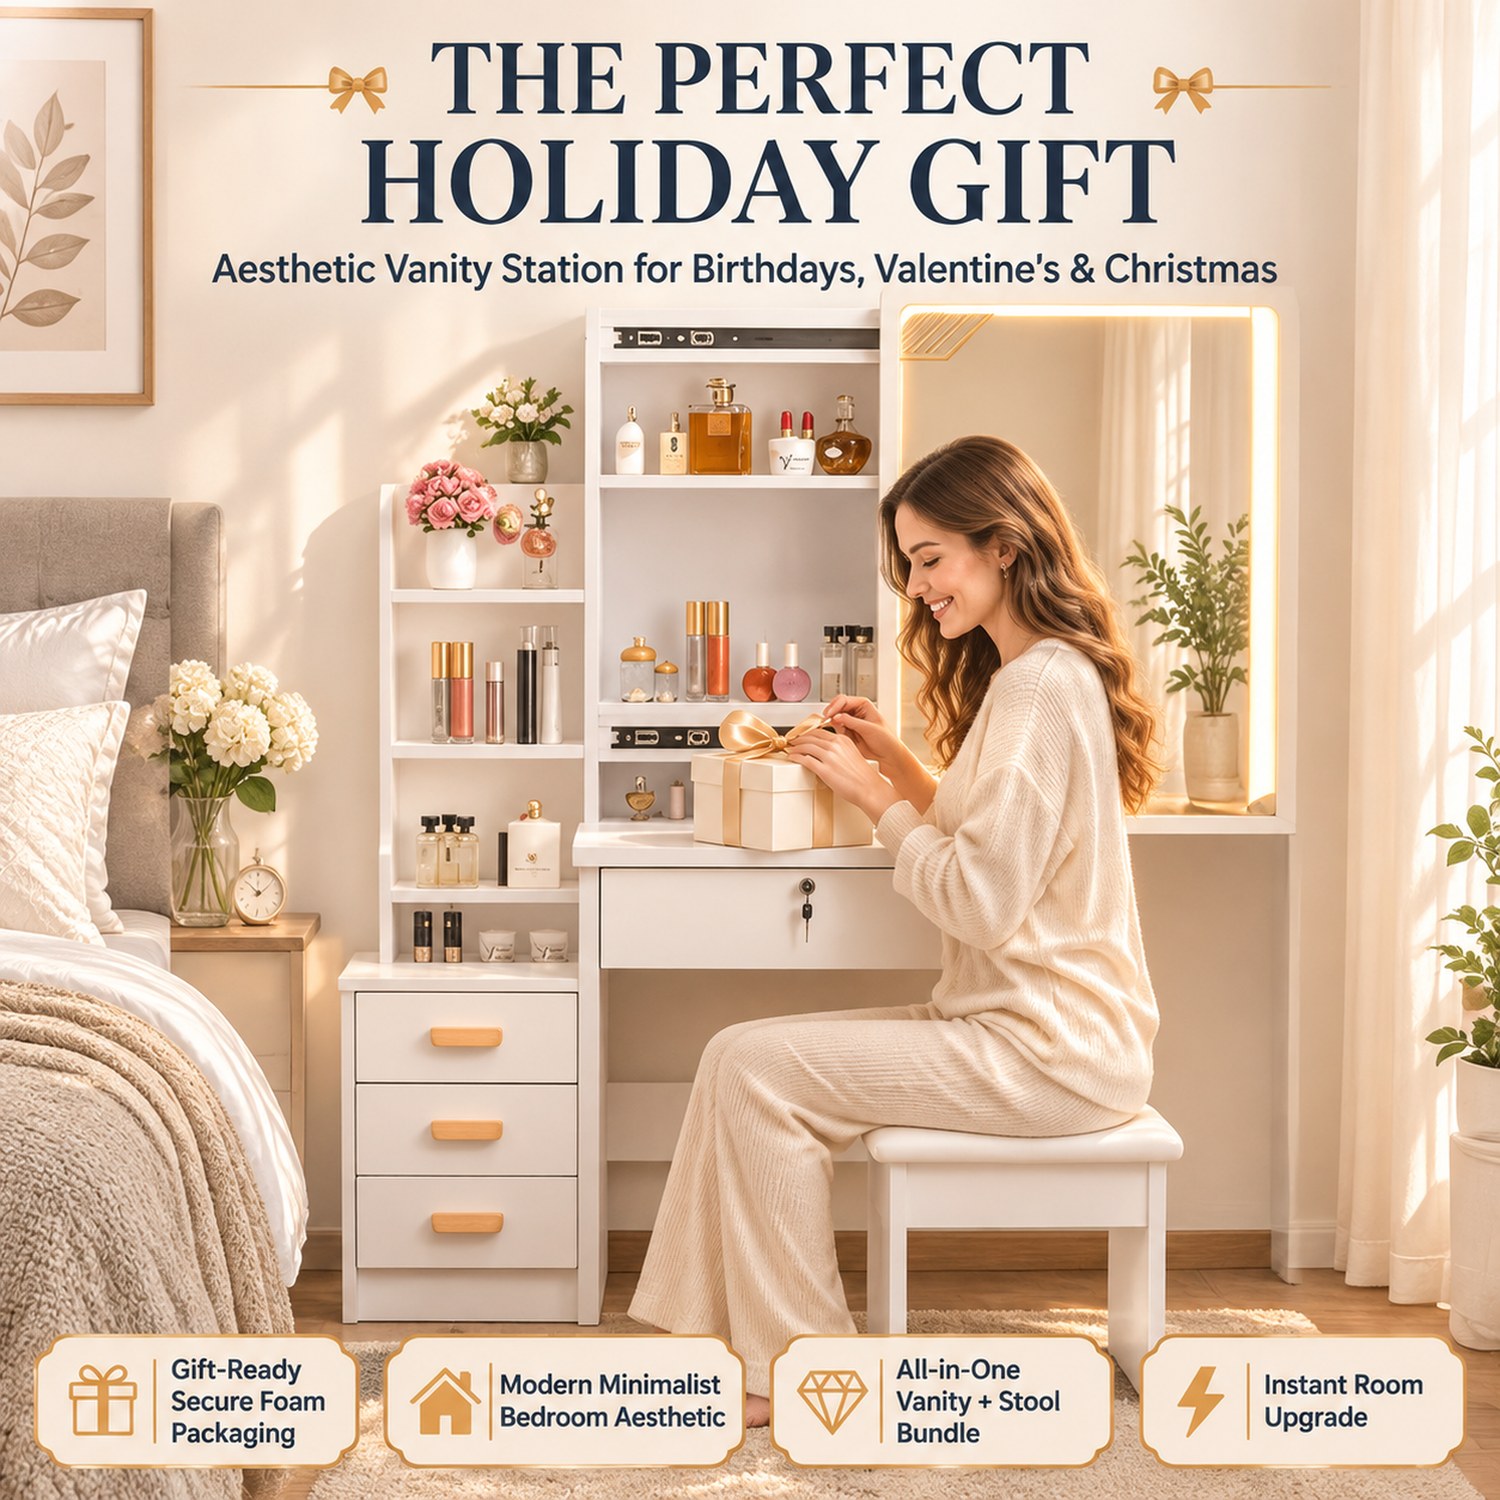 THE PERFECT
HOLIDAY GIFT
Aesthetic Vanity Station for Birthdays, Valentine's & Christmas
Gift-Ready
Secure Foam
Packaging
Modern Minimalist
Bedroom Aesthetic
All-in-One
Vanity + Stool
Bundle
Instant Room
Upgrade